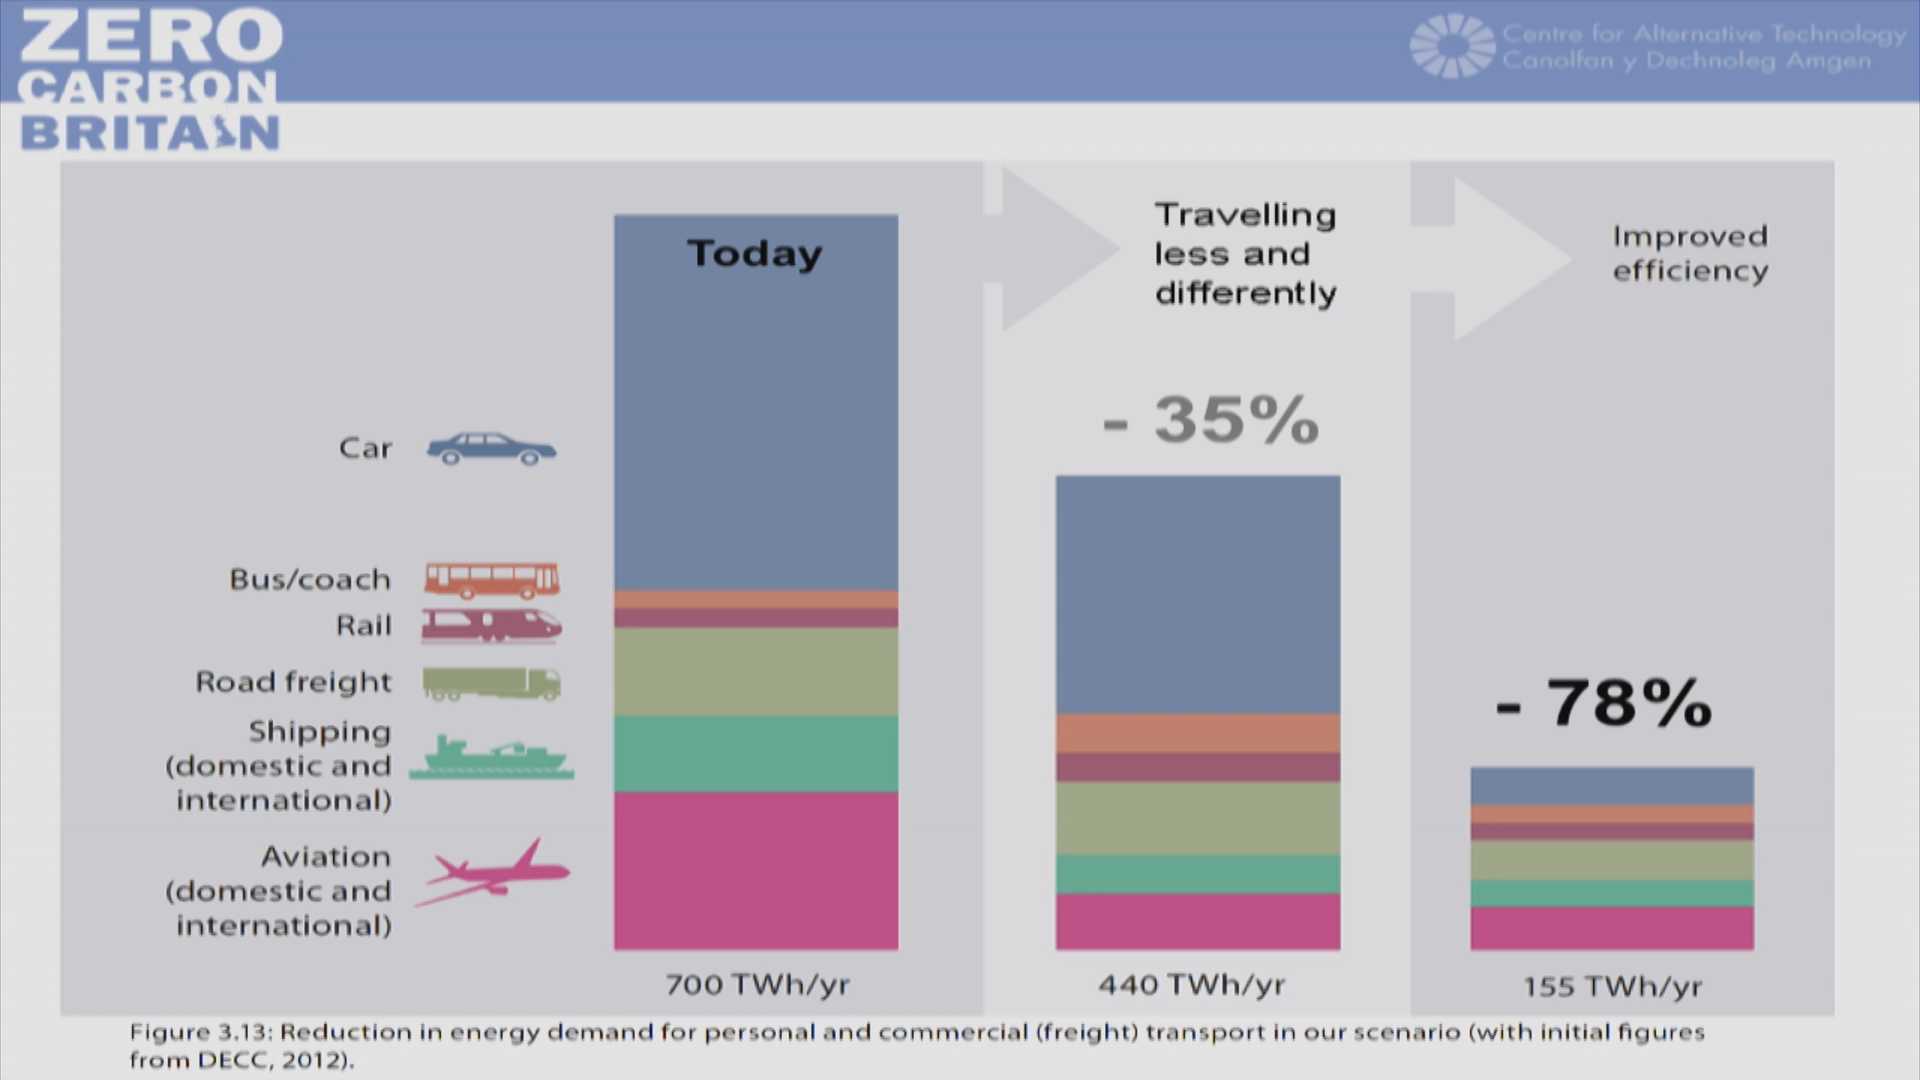 ZERO
CARBON
BRITAIN
Centre for Alternative Technology
Canolfan y Dechnoleg Amgen
Today
Travelling
less and
differently
Improved
efficiency
- 35%
- 78%
Car
Bus/coach
Rail
Road freight
Shipping
(domestic and
international)
Aviation
(domestic and
international)
700 TWh/yr
440 TWh/yr
155 TWh/yr
Figure 3.13: Reduction in energy demand for personal and commercial (freight) transport in our scenario (with initial figures
from DECC, 2012).